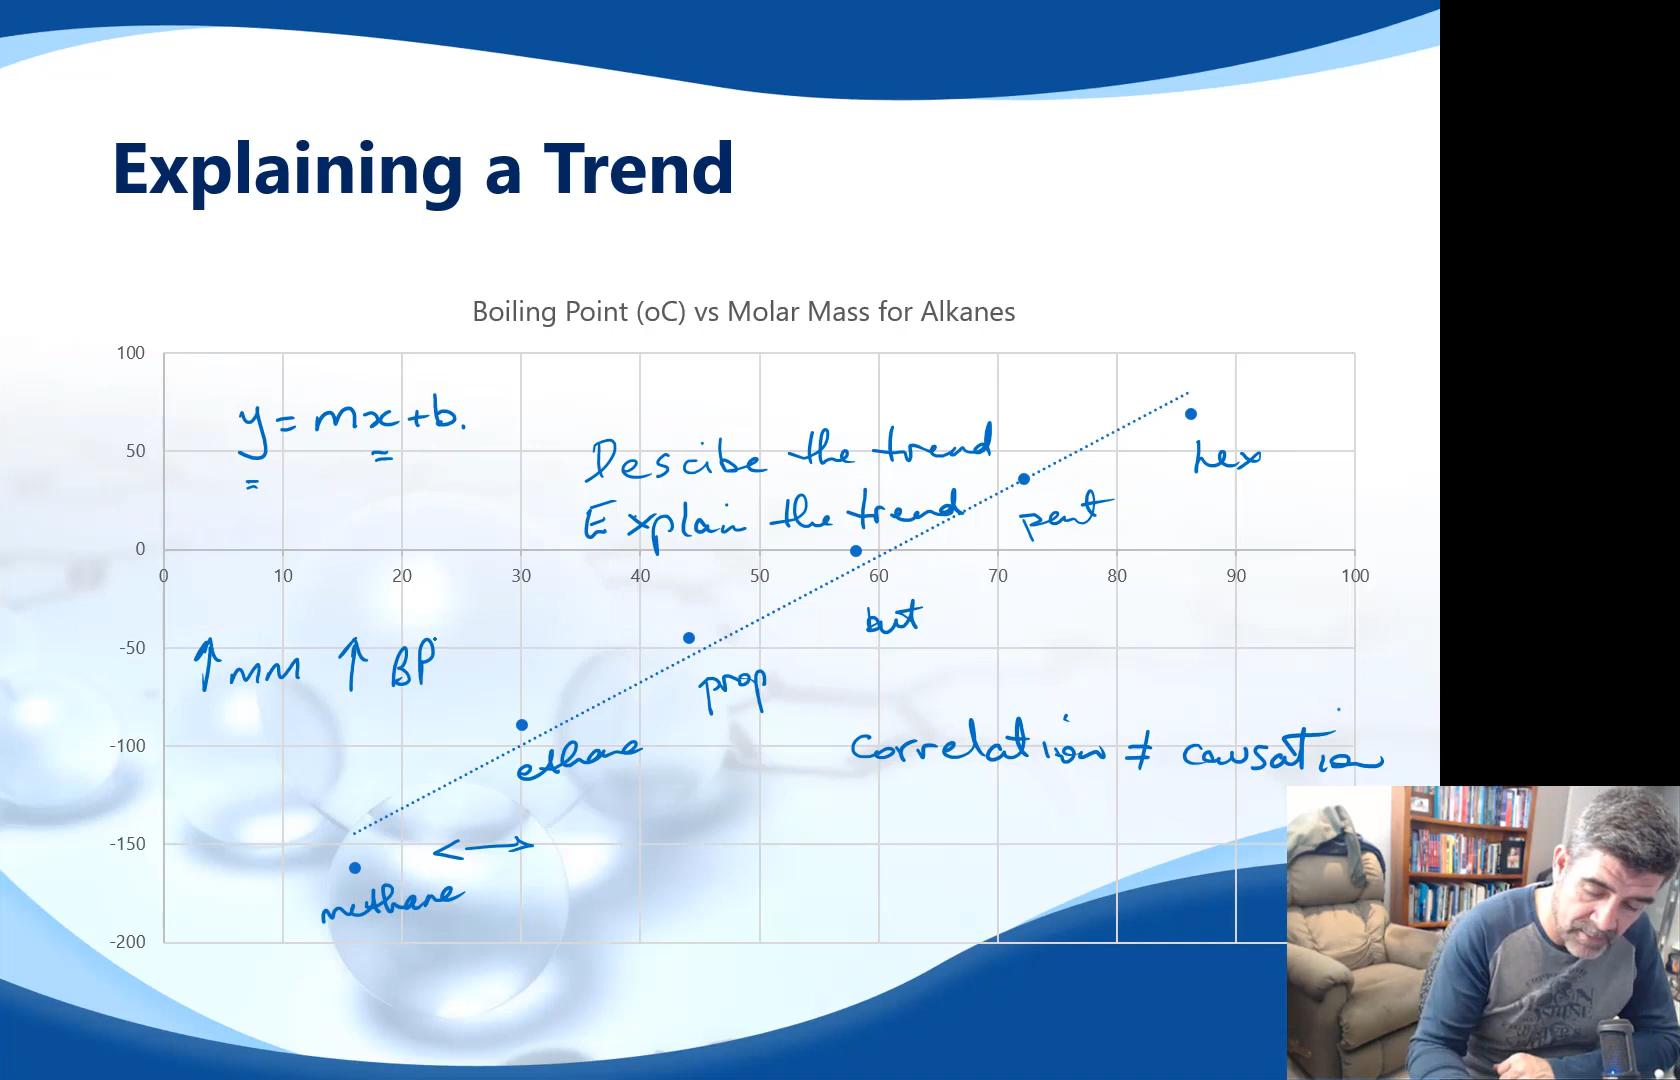 Explaining a Trend
Boiling Point (oC) vs Molar Mass for Alkanes
100
50
0
-50
-100
-150
-200
0 10 20 30 40 50 60 70 80 90 100
y = mx + b.
Descibe the trend
Explain the trend
hex
pent
but
prop
ethane
methane
↑ MM ↑ BP
correlation ≠ causation